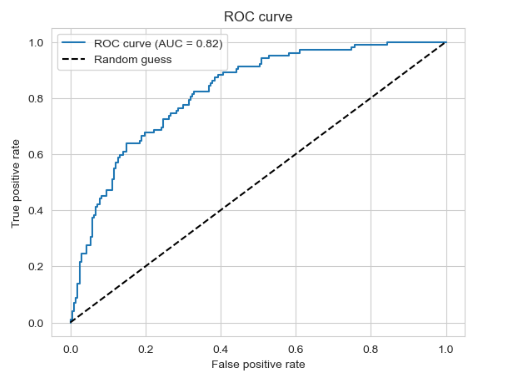 ROC curve
ROC curve (AUC = 0.82)
Random guess
True positive rate
1.0
0.8
0.6
0.4
0.2
0.0
0.0 0.2 0.4 0.6 0.8 1.0
False positive rate